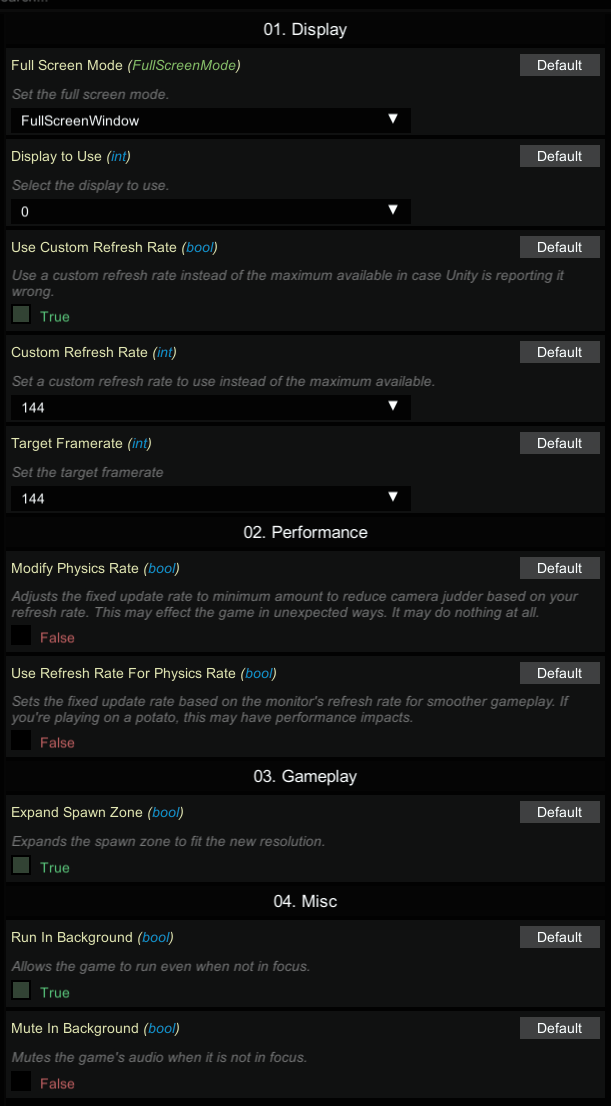 01. Display
Full Screen Mode (FullScreenMode)
Default
Set the full screen mode.
FullScreenWindow
Display to Use (int)
Default
Select the display to use.
0
Use Custom Refresh Rate (bool)
Default
Use a custom refresh rate instead of the maximum available in case Unity is reporting it
wrong.
True
Custom Refresh Rate (int)
Default
Set a custom refresh rate to use instead of the maximum available.
144
Target Framerate (int)
Default
Set the target framerate
144
02. Performance
Modify Physics Rate (bool)
Default
Adjusts the fixed update rate to minimum amount to reduce camera judder based on your
refresh rate. This may effect the game in unexpected ways. It may do nothing at all.
False
Use Refresh Rate For Physics Rate (bool)
Default
Sets the fixed update rate based on the monitor's refresh rate for smoother gameplay. If
you're playing on a potato, this may have performance impacts.
False
03. Gameplay
Expand Spawn Zone (bool)
Default
Expands the spawn zone to fit the new resolution.
True
04. Misc
Run In Background (bool)
Default
Allows the game to run even when not in focus.
True
Mute In Background (bool)
Default
Mutes the game's audio when it is not in focus.
False